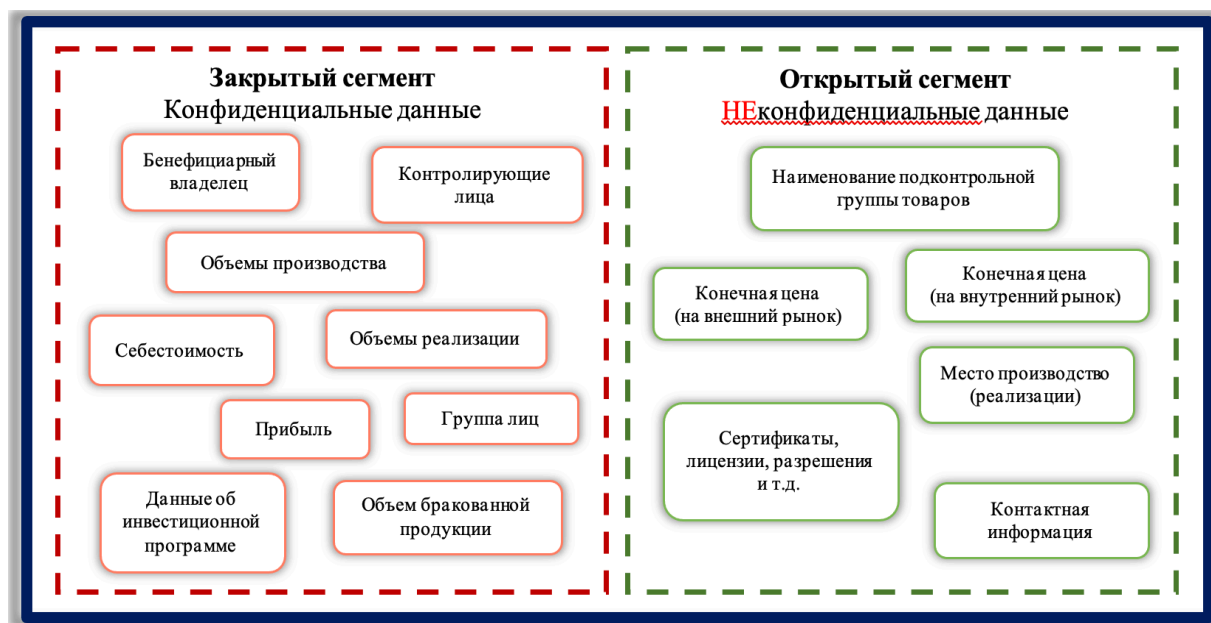 Закрытый сегмент
Конфиденциальные данные
Бенефициарный
владелец
Контролирующие
лица
Объемы производства
Себестоимость
Объемы реализации
Прибыль
Группа лиц
Данные об
инвестиционной
программе
Объем бракованной
продукции
Открытый сегмент
НЕконфиденциальные данные
Наименование подконтрольной
группы товаров
Конечная цена
(на внешний рынок)
Конечная цена
(на внутренний рынок)
Место производство
(реализации)
Сертификаты,
лицензии, разрешения
и т.д.
Контактная
информация